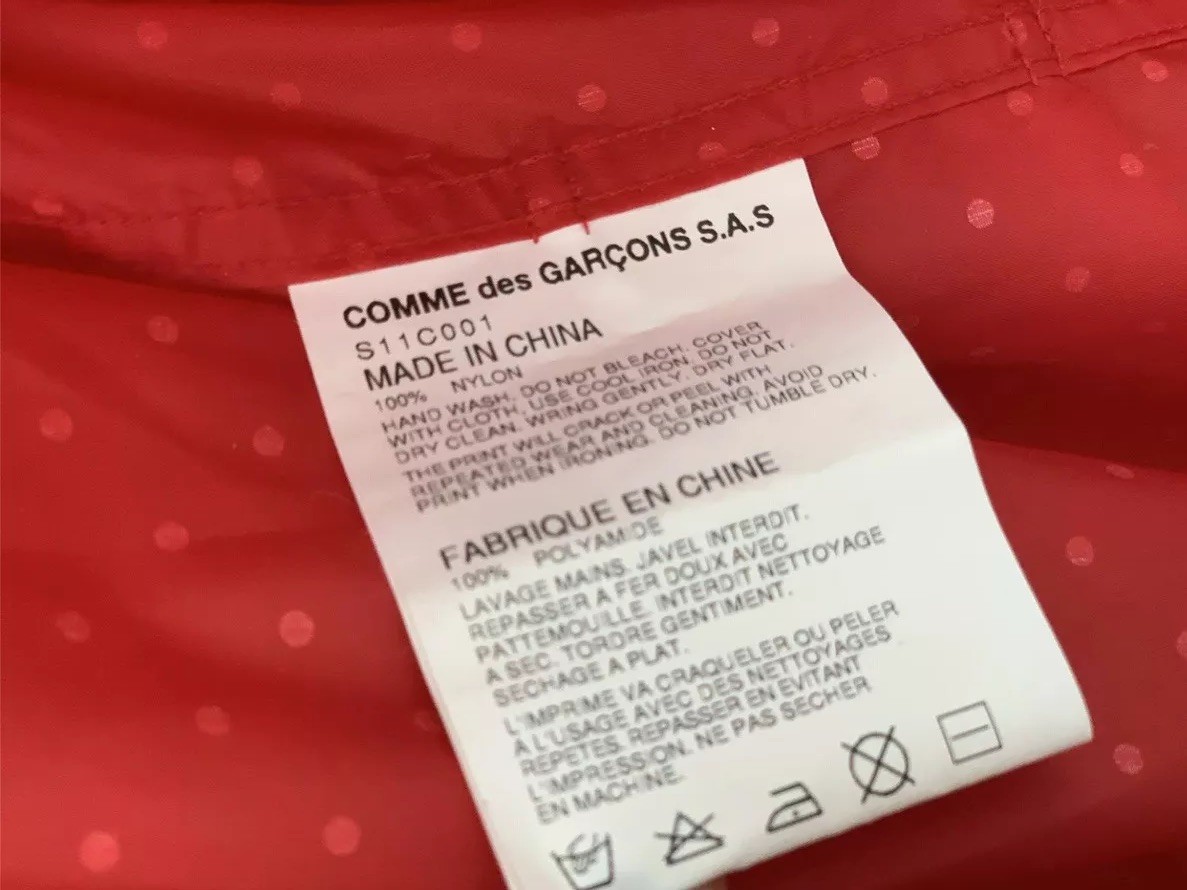 COMME des GARÇONS S.A.S
S11C001
MADE IN CHINA
100% NYLON
HAND WASH. DO NOT BLEACH. COVER
WITH CLOTH, USE COOL IRON. DO NOT
DRY CLEAN. WRING GENTLY. DRY FLAT.
THE PRINT WILL CRACK OR PEEL WITH
REPEATED WEAR AND CLEANING. AVOID
PRINT WHEN IRONING. DO NOT TUMBLE DRY.
FABRIQUE EN CHINE
100% POLYAMIDE
LAVAGE MAINS. JAVEL INTERDIT.
REPASSER A FER DOUX AVEC
PATTEMOUILLE. INTERDIT NETTOYAGE
A SEC. TORDRE GENTIMENT.
SECHAGE A PLAT.
L'IMPRIME VA CRAQUELER OU PELER
A L'USAGE AVEC DES NETTOYAGES
REPETES. REPASSER EN EVITANT
L'IMPRESSION. NE PAS SECHER
EN MACHINE.